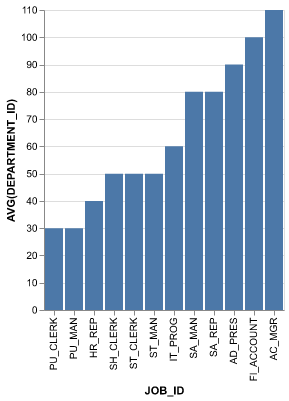 AVG(DEPARTMENT_ID)
110
100
90
80
70
60
50
40
30
20
10
0
PU_CLERK
PU_MAN
HR_REP
SH_CLERK
ST_CLERK
ST_MAN
IT_PROG
SA_MAN
SA_REP
AD_PRES
FI_ACCOUNT
AC_MGR
JOB_ID